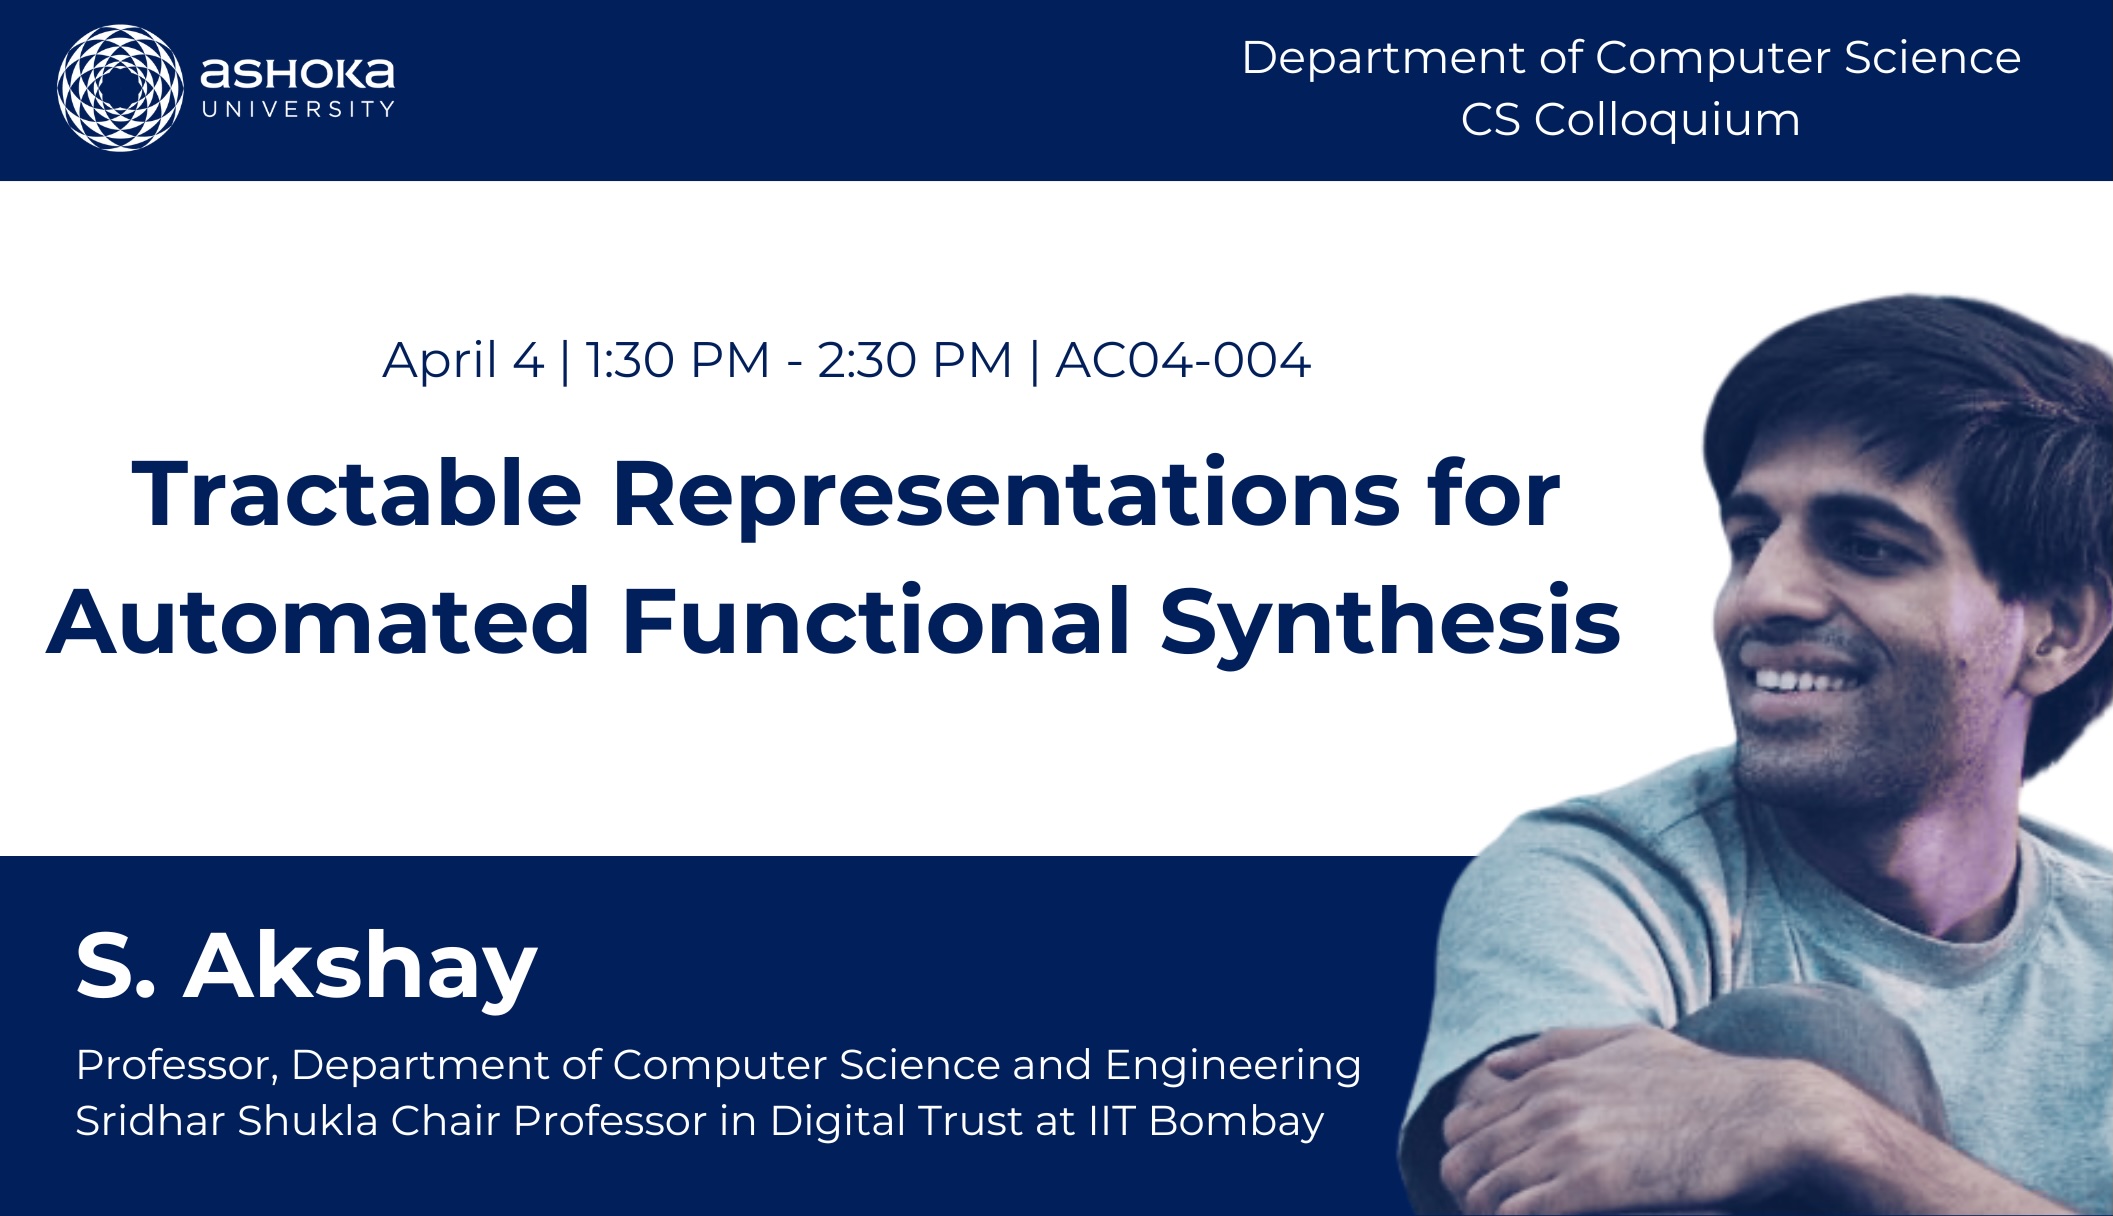 ASHOKA
UNIVERSITY
Department of Computer Science
CS Colloquium
April 4 | 1:30 PM - 2:30 PM | AC04-004
Tractable Representations for
Automated Functional Synthesis
S. Akshay
Professor, Department of Computer Science and Engineering
Sridhar Shukla Chair Professor in Digital Trust at IIT Bombay